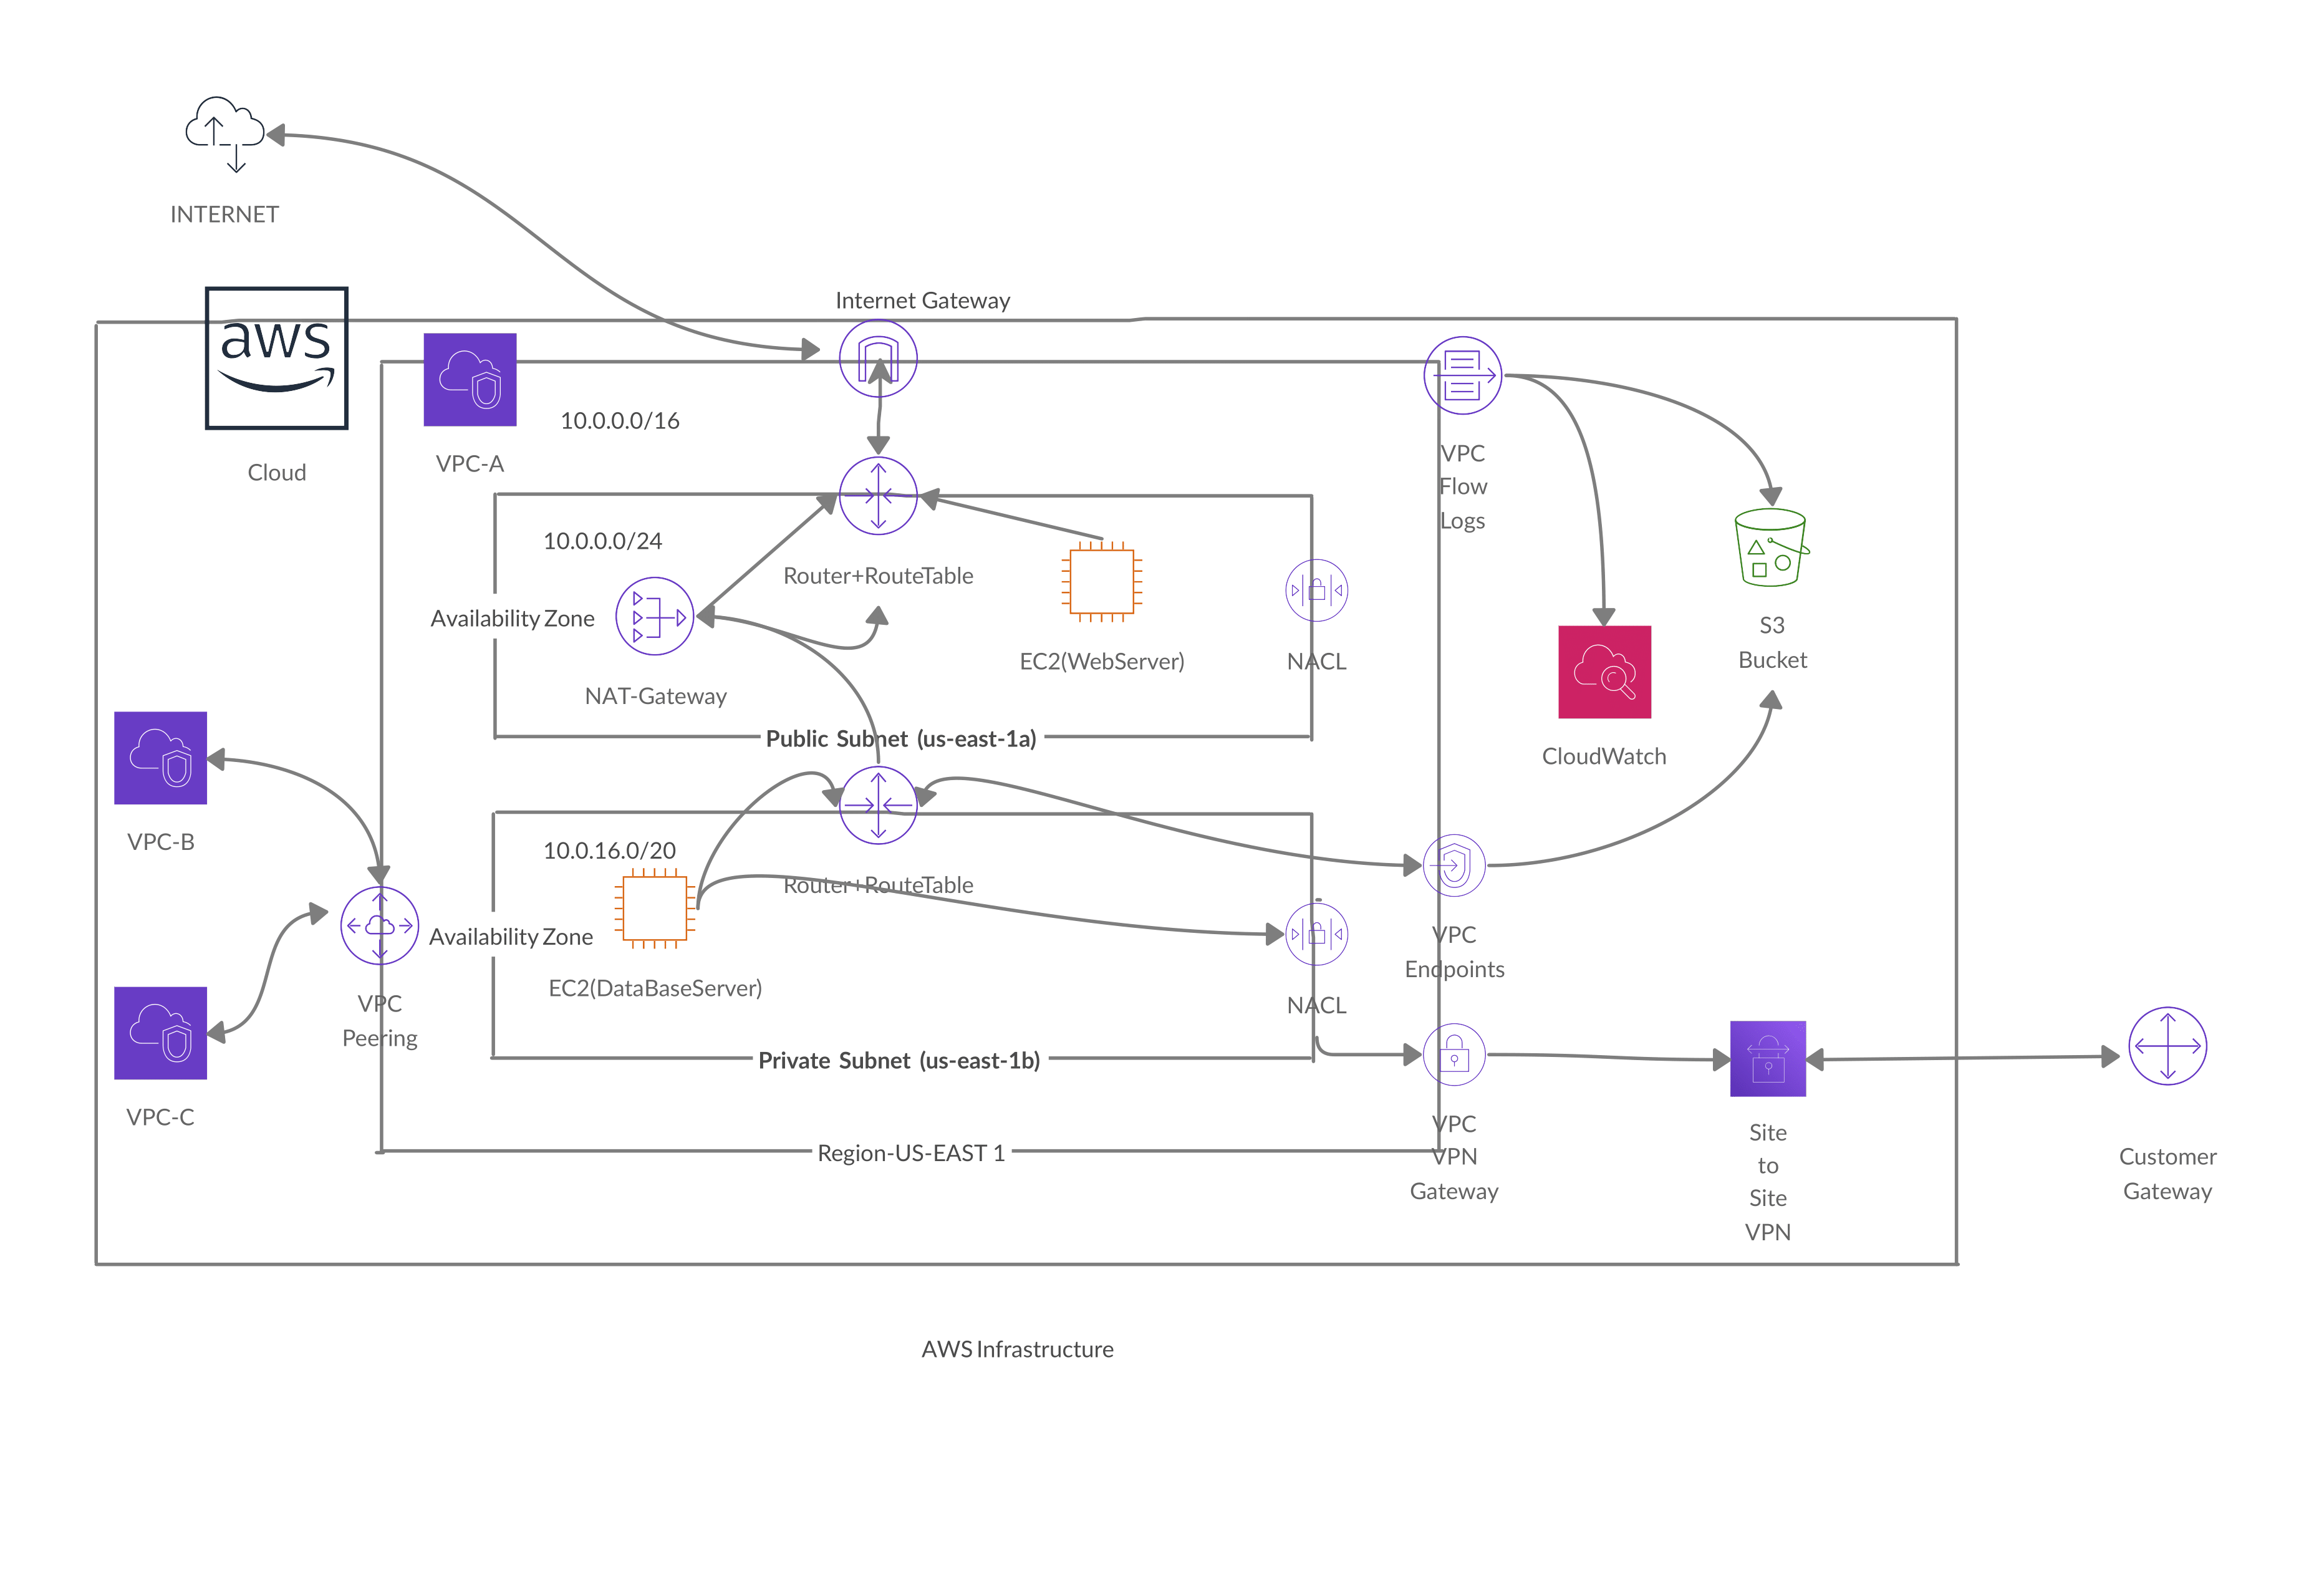 INTERNET
Internet Gateway
aws
Cloud
VPC-A
10.0.0.0/16
VPC
Flow
Logs
10.0.0.0/24
Router+RouteTable
Availability Zone
EC2(WebServer)
NACL
S3
Bucket
NAT-Gateway
Public Subnet (us-east-1a)
CloudWatch
VPC-B
10.0.16.0/20
Router+RouteTable
Availability Zone
VPC
Endpoints
EC2(DataBaseServer)
NACL
VPC
Peering
Private Subnet (us-east-1b)
VPC-C
VPC
VPN
Gateway
Region-US-EAST 1
Site
to
Site
VPN
Customer
Gateway
AWS Infrastructure